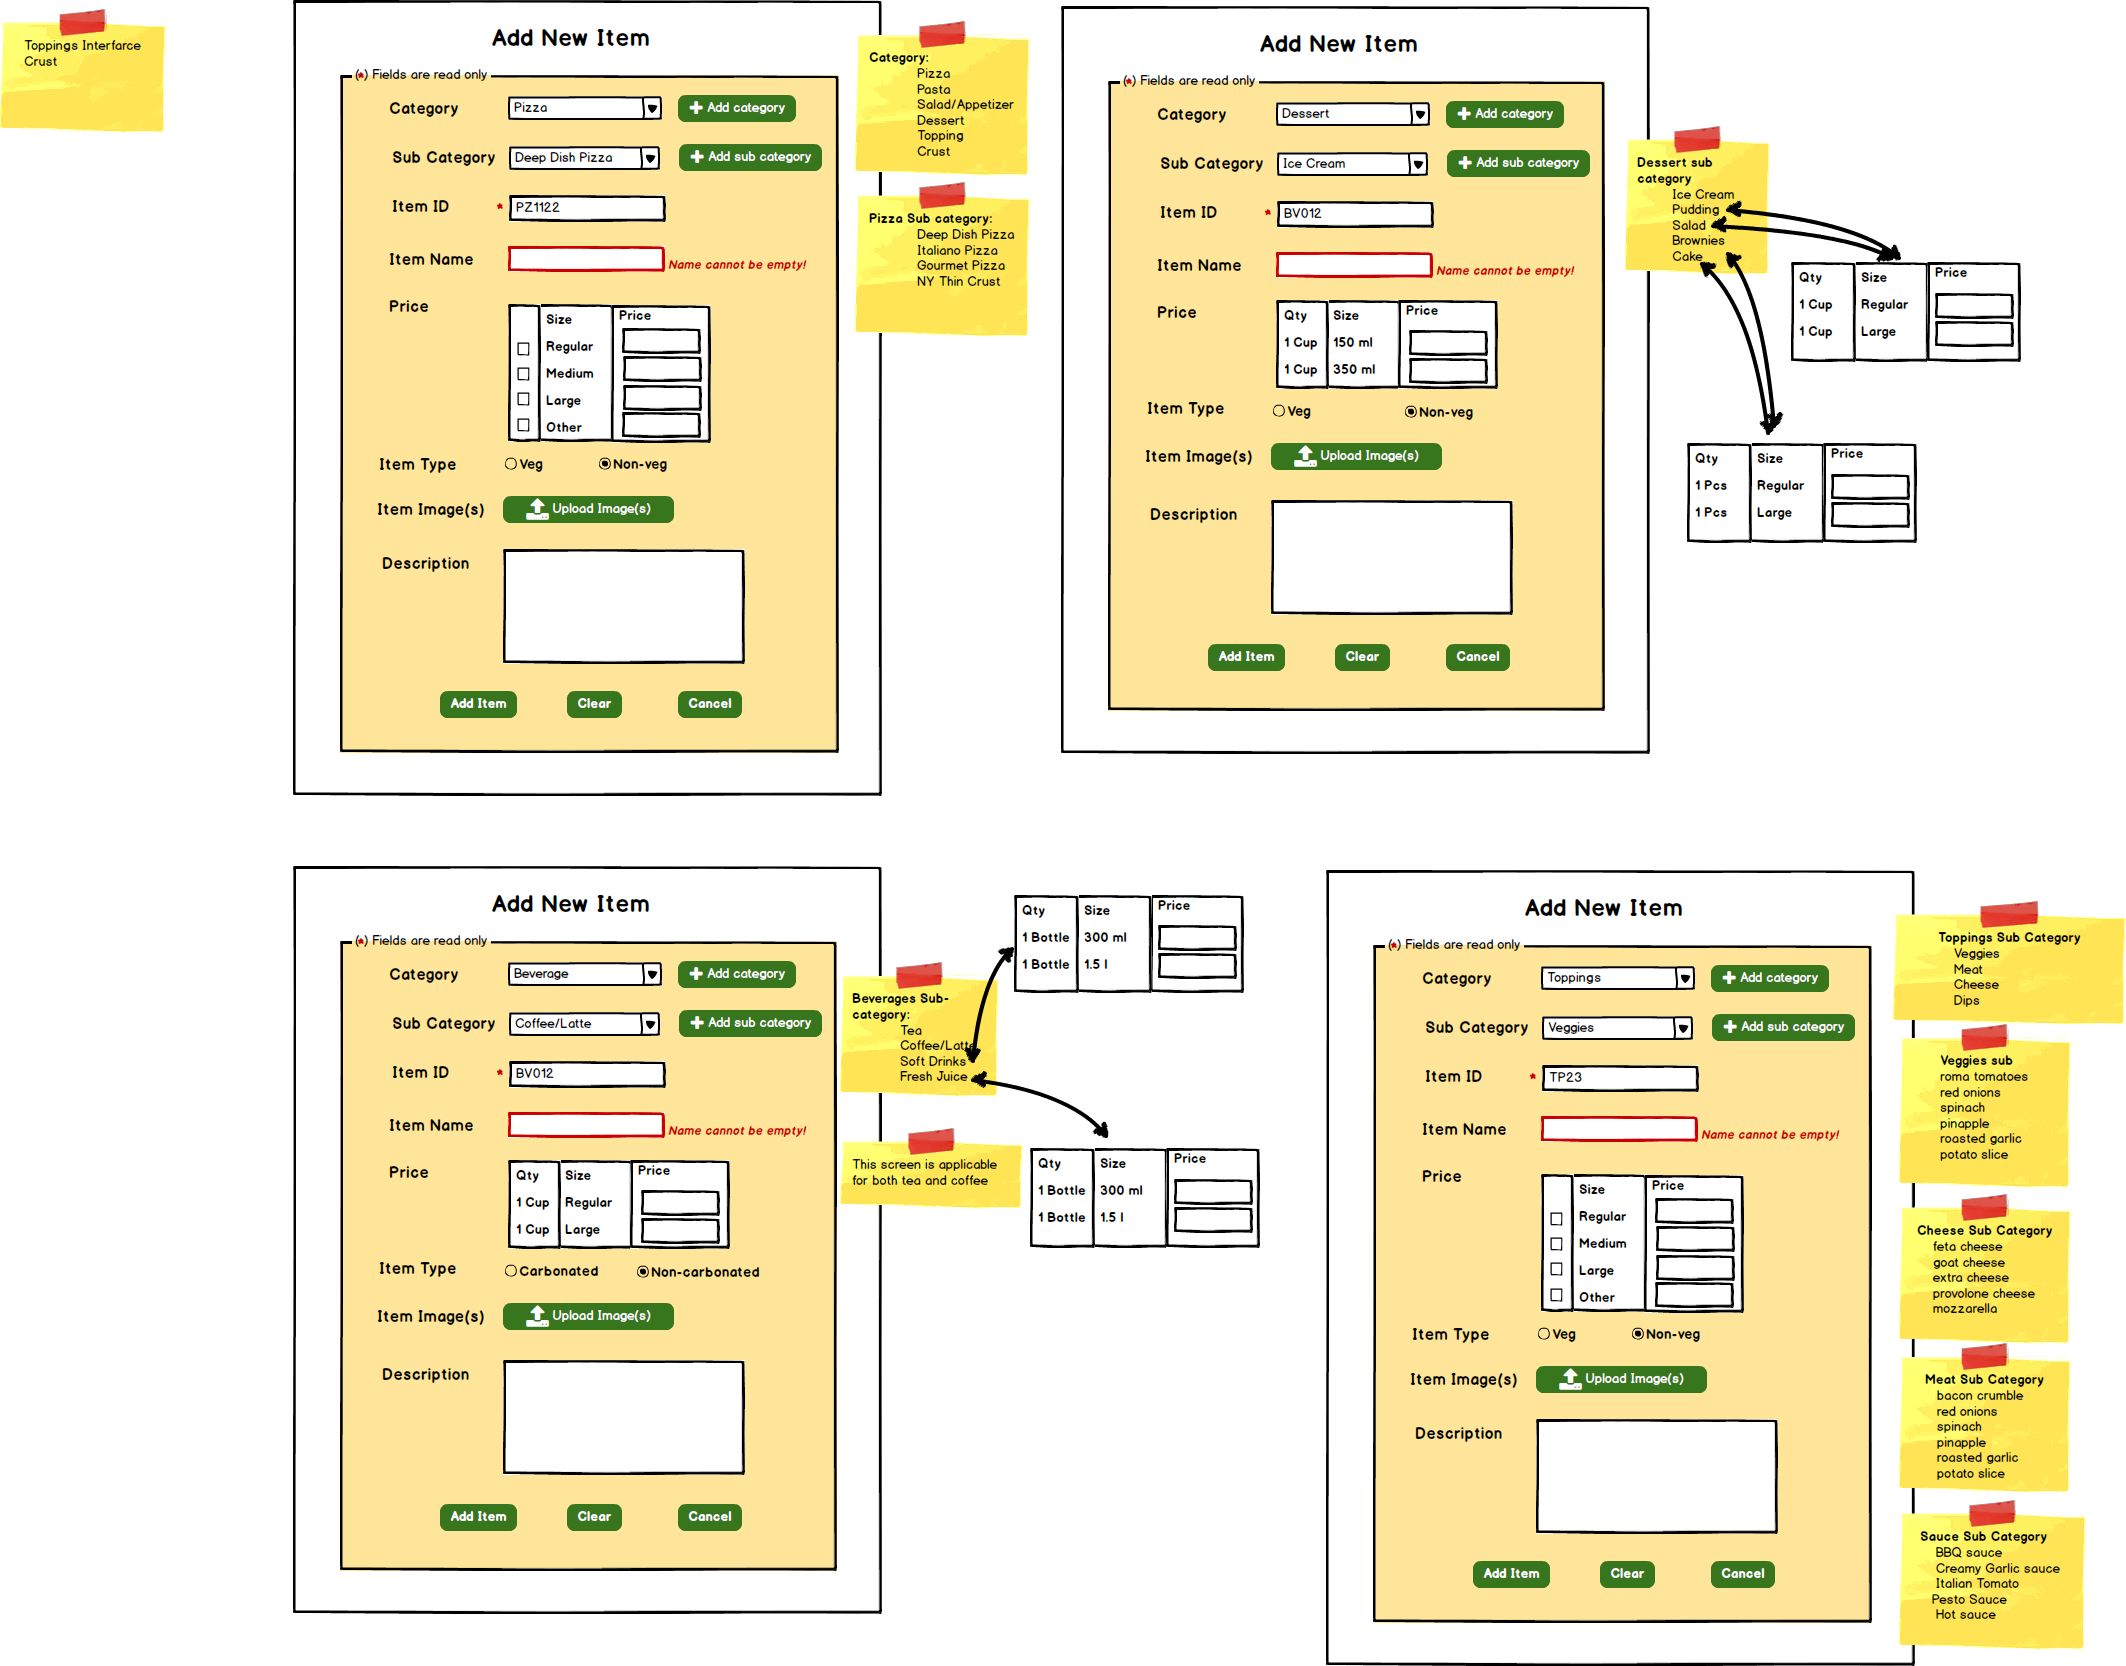 Toppings Interfarce
Crust
Add New Item
(*) Fields are read only
Category
Pizza
Add category
Sub Category
Deep Dish Pizza
Add sub category
Item ID
* PZ1122
Item Name
Name cannot be empty!
Price
Size Price
Regular
Medium
Large
Other
Item Type
Veg
Non-veg
Item Image(s)
Upload Image(s)
Description
Add Item
Clear
Cancel
Category:
Pizza
Pasta
Salad/Appetizer
Dessert
Topping
Crust
Pizza Sub category:
Deep Dish Pizza
Italiano Pizza
Gourmet Pizza
NY Thin Crust
Add New Item
(*) Fields are read only
Category
Dessert
Add category
Sub Category
Ice Cream
Add sub category
Item ID
* BV012
Item Name
Name cannot be empty!
Price
Qty Size Price
1 Cup 150 ml
1 Cup 350 ml
Item Type
Veg
Non-veg
Item Image(s)
Upload Image(s)
Description
Add Item
Clear
Cancel
Dessert sub
category
Ice Cream
Pudding
Salad
Brownies
Cake
Qty Size Price
1 Cup Regular
1 Cup Large
Qty Size Price
1 Pcs Regular
1 Pcs Large
Add New Item
(*) Fields are read only
Category
Beverage
Add category
Sub Category
Coffee/Latte
Add sub category
Item ID
* BV012
Item Name
Name cannot be empty!
Price
Qty Size Price
1 Cup Regular
1 Cup Large
Item Type
Carbonated
Non-carbonated
Item Image(s)
Upload Image(s)
Description
Add Item
Clear
Cancel
Beverages Sub-
category:
Tea
Coffee/Latte
Soft Drinks
Fresh Juice
This screen is applicable
for both tea and coffee
Qty Size Price
1 Bottle 300 ml
1 Bottle 1.5 l
Qty Size Price
1 Bottle 300 ml
1 Bottle 1.5 l
Add New Item
(*) Fields are read only
Category
Toppings
Add category
Sub Category
Veggies
Add sub category
Item ID
* TP23
Item Name
Name cannot be empty!
Price
Size Price
Regular
Medium
Large
Other
Item Type
Veg
Non-veg
Item Image(s)
Upload Image(s)
Description
Add Item
Clear
Cancel
Toppings Sub Category
Veggies
Meat
Cheese
Dips
Veggies sub
roma tomatoes
red onions
spinach
pinapple
roasted garlic
potato slice
Cheese Sub Category
feta cheese
goat cheese
extra cheese
provolone cheese
mozzarella
Meat Sub Category
bacon crumble
red onions
spinach
pinapple
roasted garlic
potato slice
Sauce Sub Category
BBQ sauce
Creamy Garlic sauce
Italian Tomato
Pesto Sauce
Hot sauce